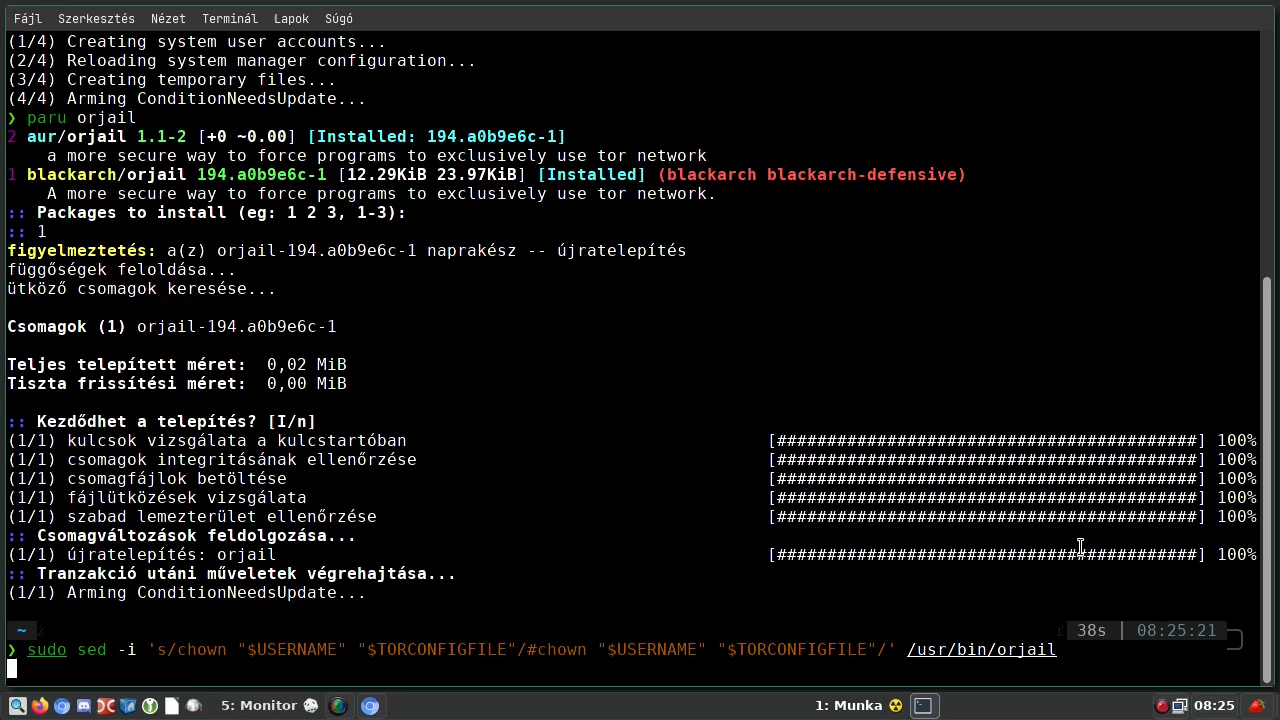 Fájl Szerkesztés Nézet Terminál Lapok Súgó
(1/4) Creating system user accounts...
(2/4) Reloading system manager configuration...
(3/4) Creating temporary files...
(4/4) Arming ConditionNeedsUpdate...
❯ paru orjail
2 aur/orjail 1.1-2 [+0 ~0.00] [Installed: 194.a0b9e6c-1]
a more secure way to force programs to exclusively use tor network
1 blackarch/orjail 194.a0b9e6c-1 [12.29KiB 23.97KiB] [Installed] (blackarch blackarch-defensive)
A more secure way to force programs to exclusively use tor network.
:: Packages to install (eg: 1 2 3, 1-3):
:: 1
figyelmeztetés: a(z) orjail-194.a0b9e6c-1 naprakész -- újratelepítés
függőségek feloldása...
ütköző csomagok keresése...
Csomagok (1) orjail-194.a0b9e6c-1
Teljes telepített méret: 0,02 MiB
Tiszta frissítési méret: 0,00 MiB
:: Kezdődhet a telepítés? [I/n]
(1/1) kulcsok vizsgálata a kulcstartóban [##########################################] 100%
(1/1) csomagok integritásának ellenőrzése [##########################################] 100%
(1/1) csomagfájlok betöltése [##########################################] 100%
(1/1) fájlütközések vizsgálata [##########################################] 100%
(1/1) szabad lemezterület ellenőrzése [##########################################] 100%
:: Csomagváltozások feldolgozása...
(1/1) újratelepítés: orjail [##########################################] 100%
:: Tranzakció utáni műveletek végrehajtása...
(1/1) Arming ConditionNeedsUpdate...
~ 38s | 08:25:21
❯ sudo sed -i 's/chown "$USERNAME" "$TORCONFIGFILE"/#chown "$USERNAME" "$TORCONFIGFILE"/' /usr/bin/orjail
5: Monitor 1: Munka 08:25